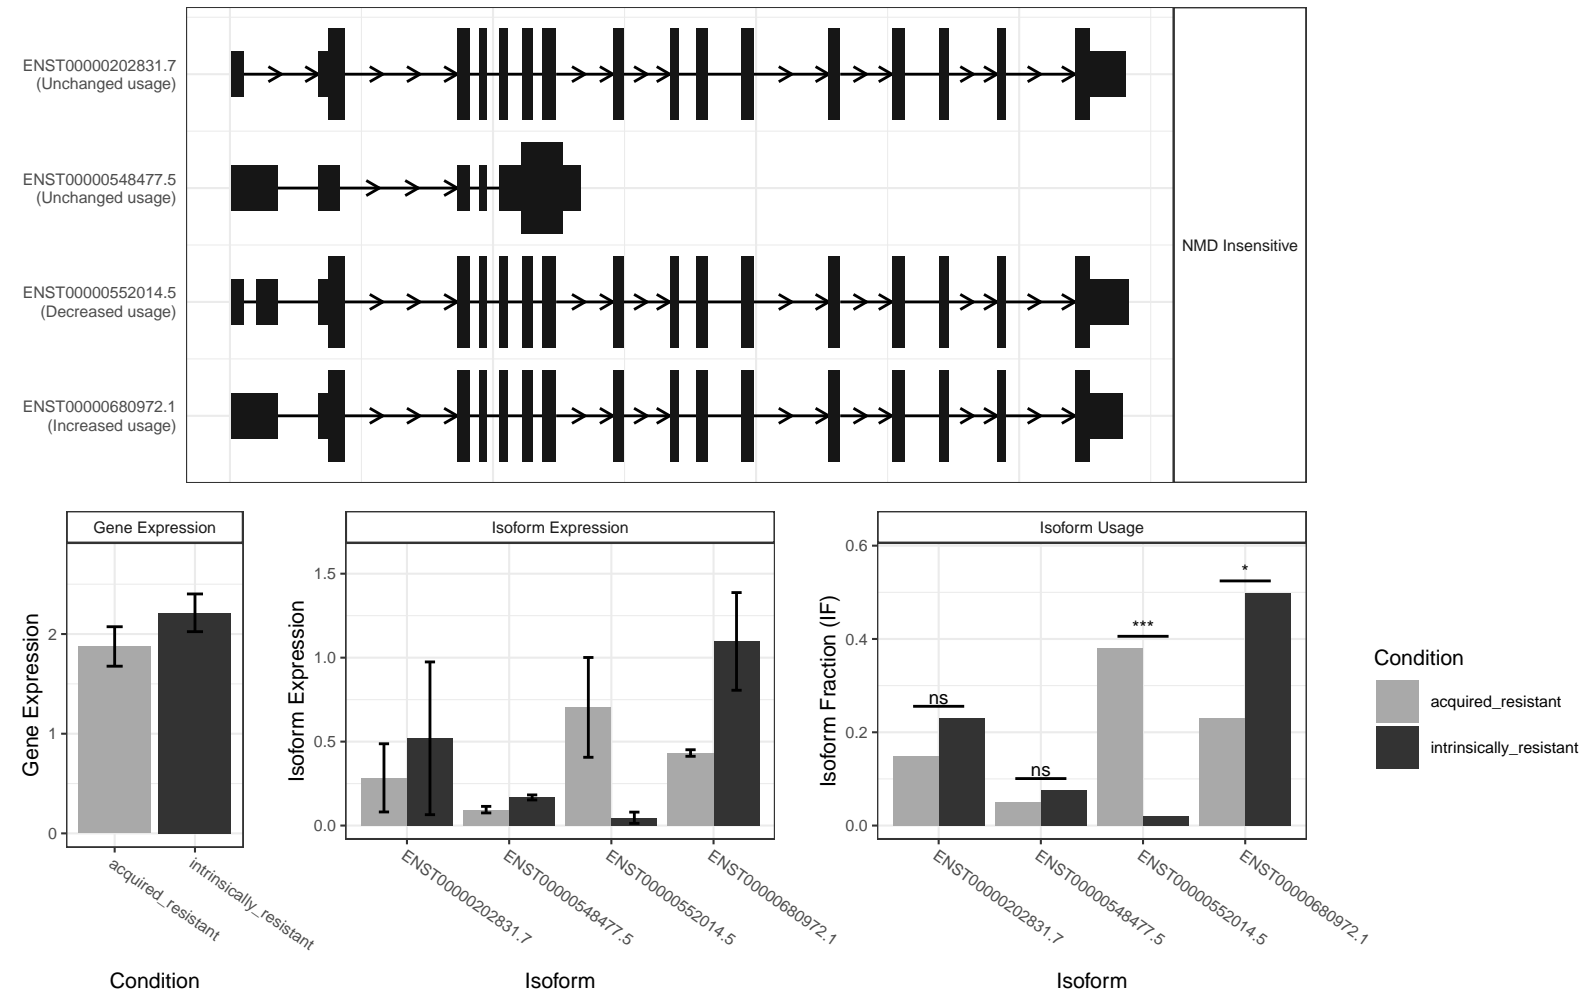 ENST00000202831.7
(Unchanged usage)
ENST00000548477.5
(Unchanged usage)
ENST00000552014.5
(Decreased usage)
ENST00000680972.1
(Increased usage)
NMD Insensitive
Gene Expression
Gene Expression
2
1
0
acquired_resistant
intrinsically_resistant
Condition
Isoform Expression
Isoform Expression
1.5
1.0
0.5
0.0
ENST00000202831.7
ENST00000548477.5
ENST00000552014.5
ENST00000680972.1
Isoform
Isoform Usage
Isoform Fraction (IF)
0.6
0.4
0.2
0.0
ns
ns
***
*
ENST00000202831.7
ENST00000548477.5
ENST00000552014.5
ENST00000680972.1
Isoform
Condition
acquired_resistant
intrinsically_resistant